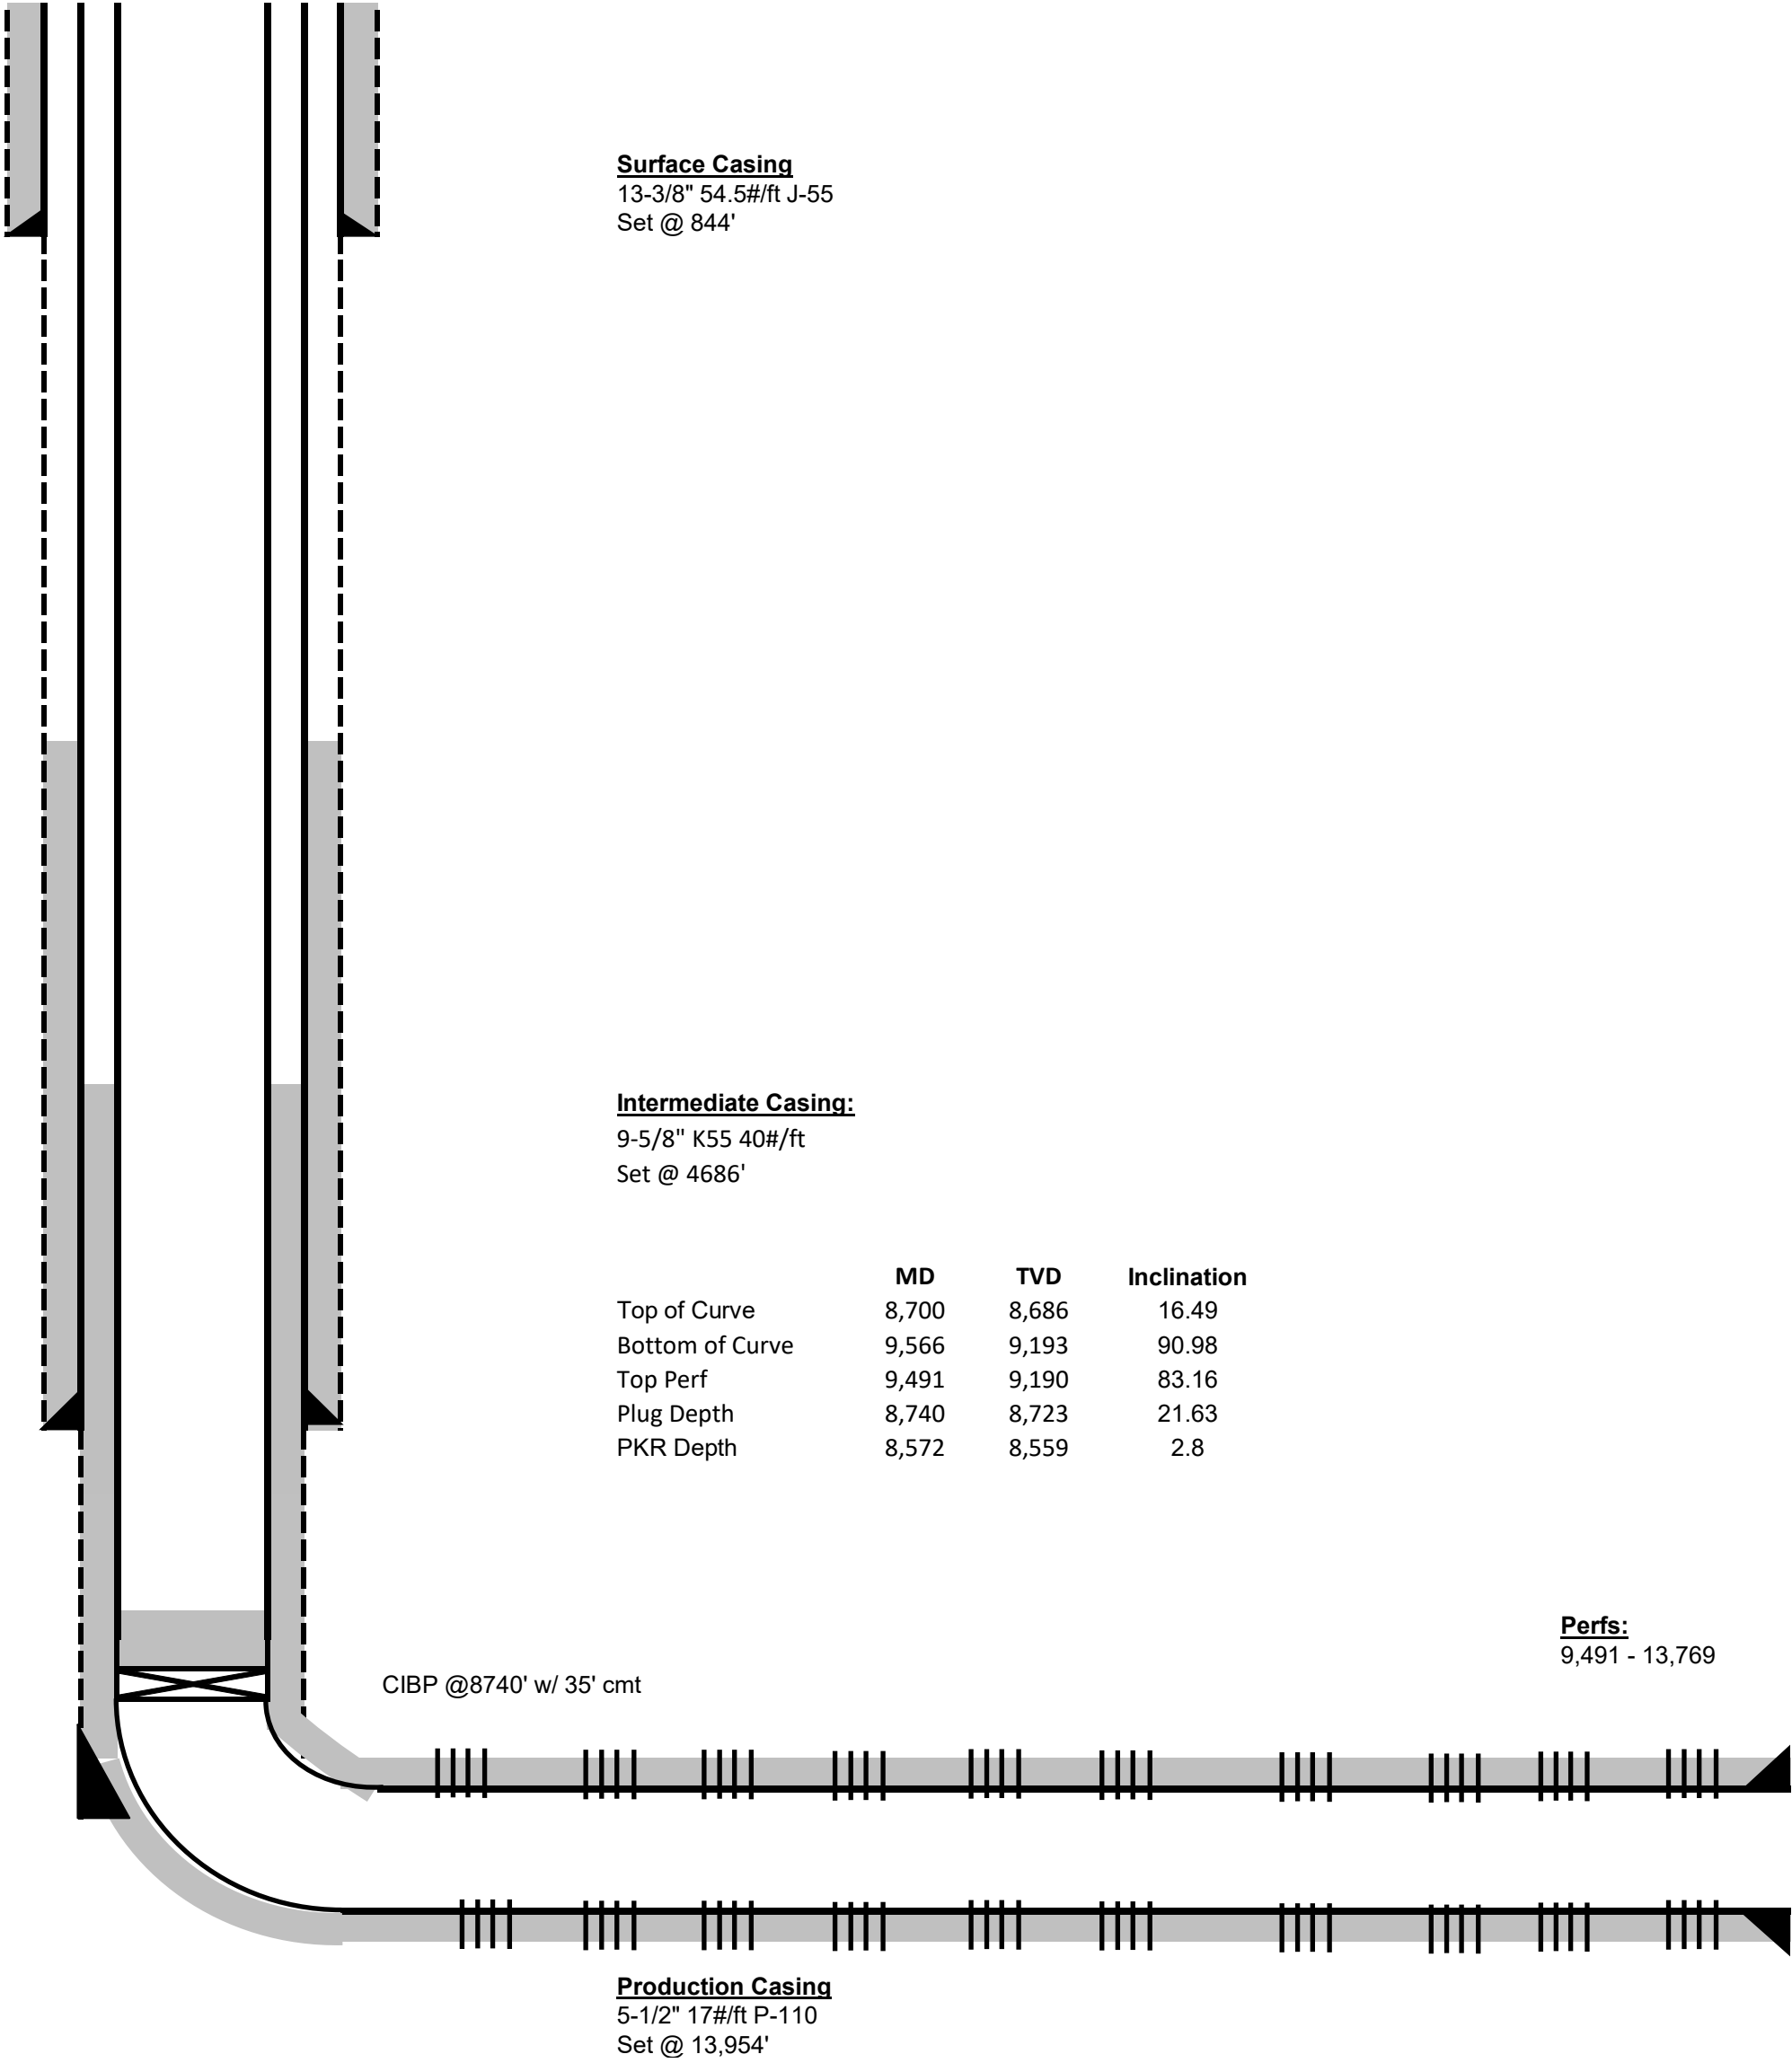 Surface Casing
13-3/8" 54.5#/ft J-55
Set @ 844'
Intermediate Casing:
9-5/8" K55 40#/ft
Set @ 4686'
MD TVD Inclination
Top of Curve 8,700 8,686 16.49
Bottom of Curve 9,566 9,193 90.98
Top Perf 9,491 9,190 83.16
Plug Depth 8,740 8,723 21.63
PKR Depth 8,572 8,559 2.8
Perfs:
9,491 - 13,769
CIBP @8740' w/ 35' cmt
Production Casing
5-1/2" 17#/ft P-110
Set @ 13,954'